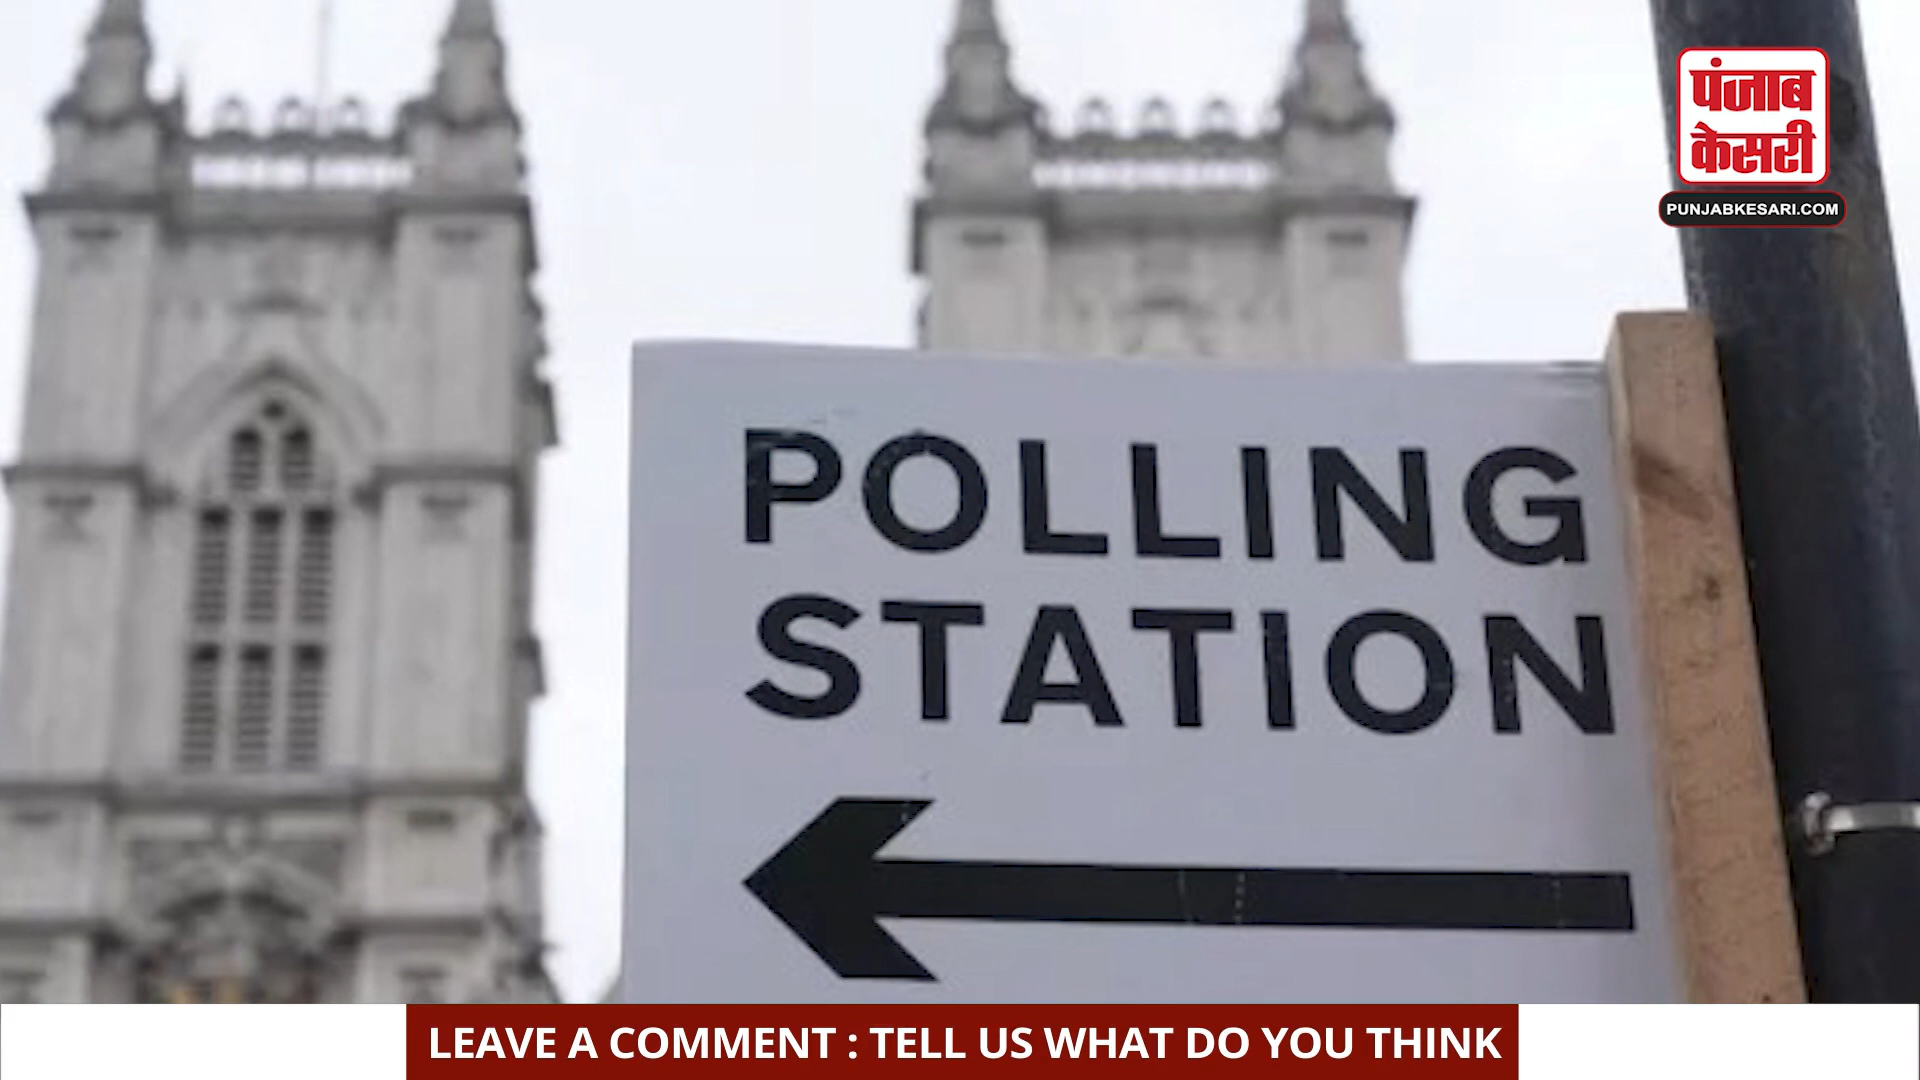 पंजाब
केसरी
PUNJABKESARI.COM
POLLING
STATION
LEAVE A COMMENT : TELL US WHAT DO YOU THINK